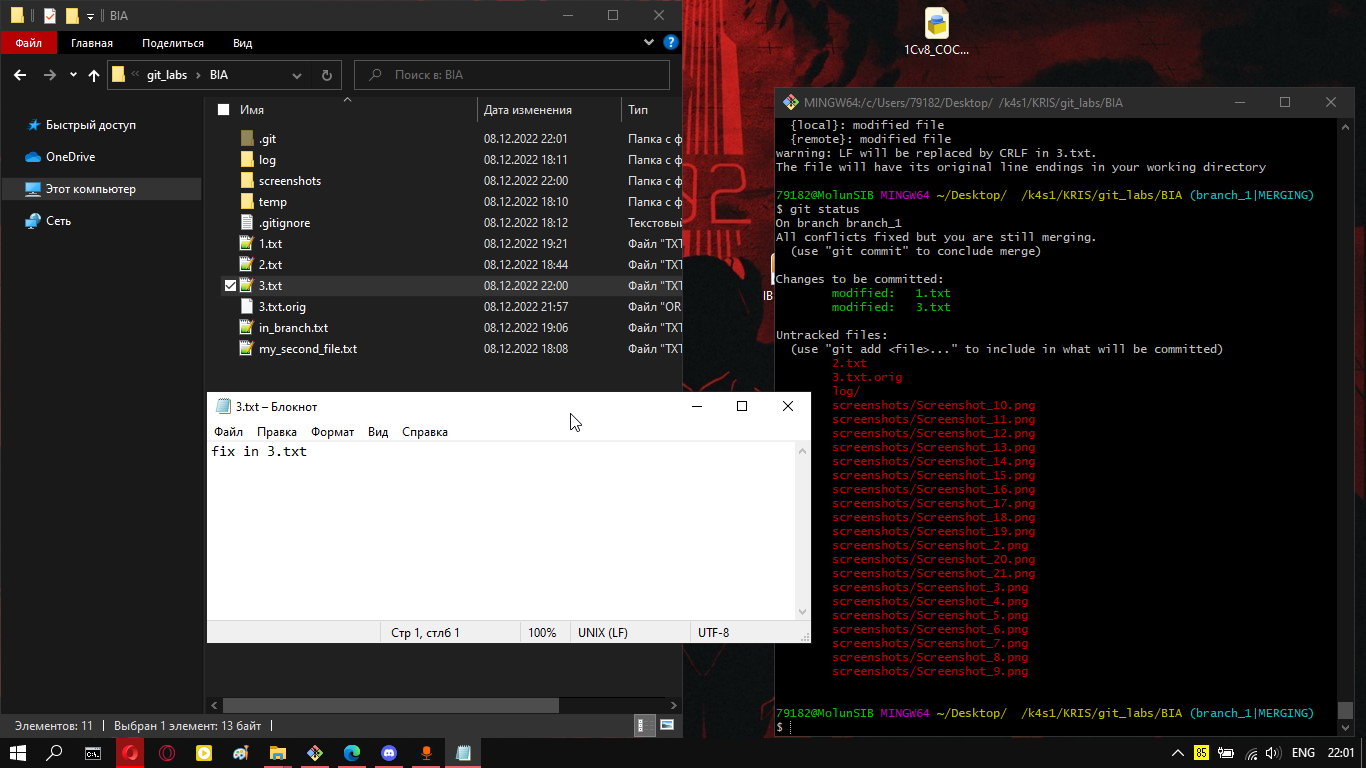 BIA
Файл Главная Поделиться Вид
git_labs BIA
Поиск в: BIA
Быстрый доступ
OneDrive
Этот компьютер
Сеть
Имя Дата изменения Тип
.git 08.12.2022 22:01 Папка с ф
log 08.12.2022 18:11 Папка с ф
screenshots 08.12.2022 22:00 Папка с ф
temp 08.12.2022 18:10 Папка с ф
.gitignore 08.12.2022 18:12 Текстовый
1.txt 08.12.2022 19:21 Файл "TXT
2.txt 08.12.2022 18:44 Файл "TXT
3.txt 08.12.2022 22:00 Файл "TXT
3.txt.orig 08.12.2022 21:57 Файл "OR
in_branch.txt 08.12.2022 19:06 Файл "TXT
my_second_file.txt 08.12.2022 18:08 Файл "TXT
3.txt – Блокнот
Файл Правка Формат Вид Справка
fix in 3.txt
Стр 1, стлб 1 100% UNIX (LF) UTF-8
Элементов: 11 Выбран 1 элемент: 13 байт
1Cv8_COC...
MINGW64:/c/Users/79182/Desktop/ /k4s1/KRIS/git_labs/BIA
{local}: modified file
{remote}: modified file
warning: LF will be replaced by CRLF in 3.txt.
The file will have its original line endings in your working directory
79182@MolunSIB MINGW64 ~/Desktop/ /k4s1/KRIS/git_labs/BIA (branch_1|MERGING)
$ git status
On branch branch_1
All conflicts fixed but you are still merging.
(use "git commit" to conclude merge)
Changes to be committed:
modified: 1.txt
modified: 3.txt
Untracked files:
(use "git add <file>..." to include in what will be committed)
2.txt
3.txt.orig
log/
screenshots/Screenshot_10.png
screenshots/Screenshot_11.png
screenshots/Screenshot_12.png
screenshots/Screenshot_13.png
screenshots/Screenshot_14.png
screenshots/Screenshot_15.png
screenshots/Screenshot_16.png
screenshots/Screenshot_17.png
screenshots/Screenshot_18.png
screenshots/Screenshot_19.png
screenshots/Screenshot_2.png
screenshots/Screenshot_20.png
screenshots/Screenshot_21.png
screenshots/Screenshot_3.png
screenshots/Screenshot_4.png
screenshots/Screenshot_5.png
screenshots/Screenshot_6.png
screenshots/Screenshot_7.png
screenshots/Screenshot_8.png
screenshots/Screenshot_9.png
79182@MolunSIB MINGW64 ~/Desktop/ /k4s1/KRIS/git_labs/BIA (branch_1|MERGING)
$
85 ENG 22:01